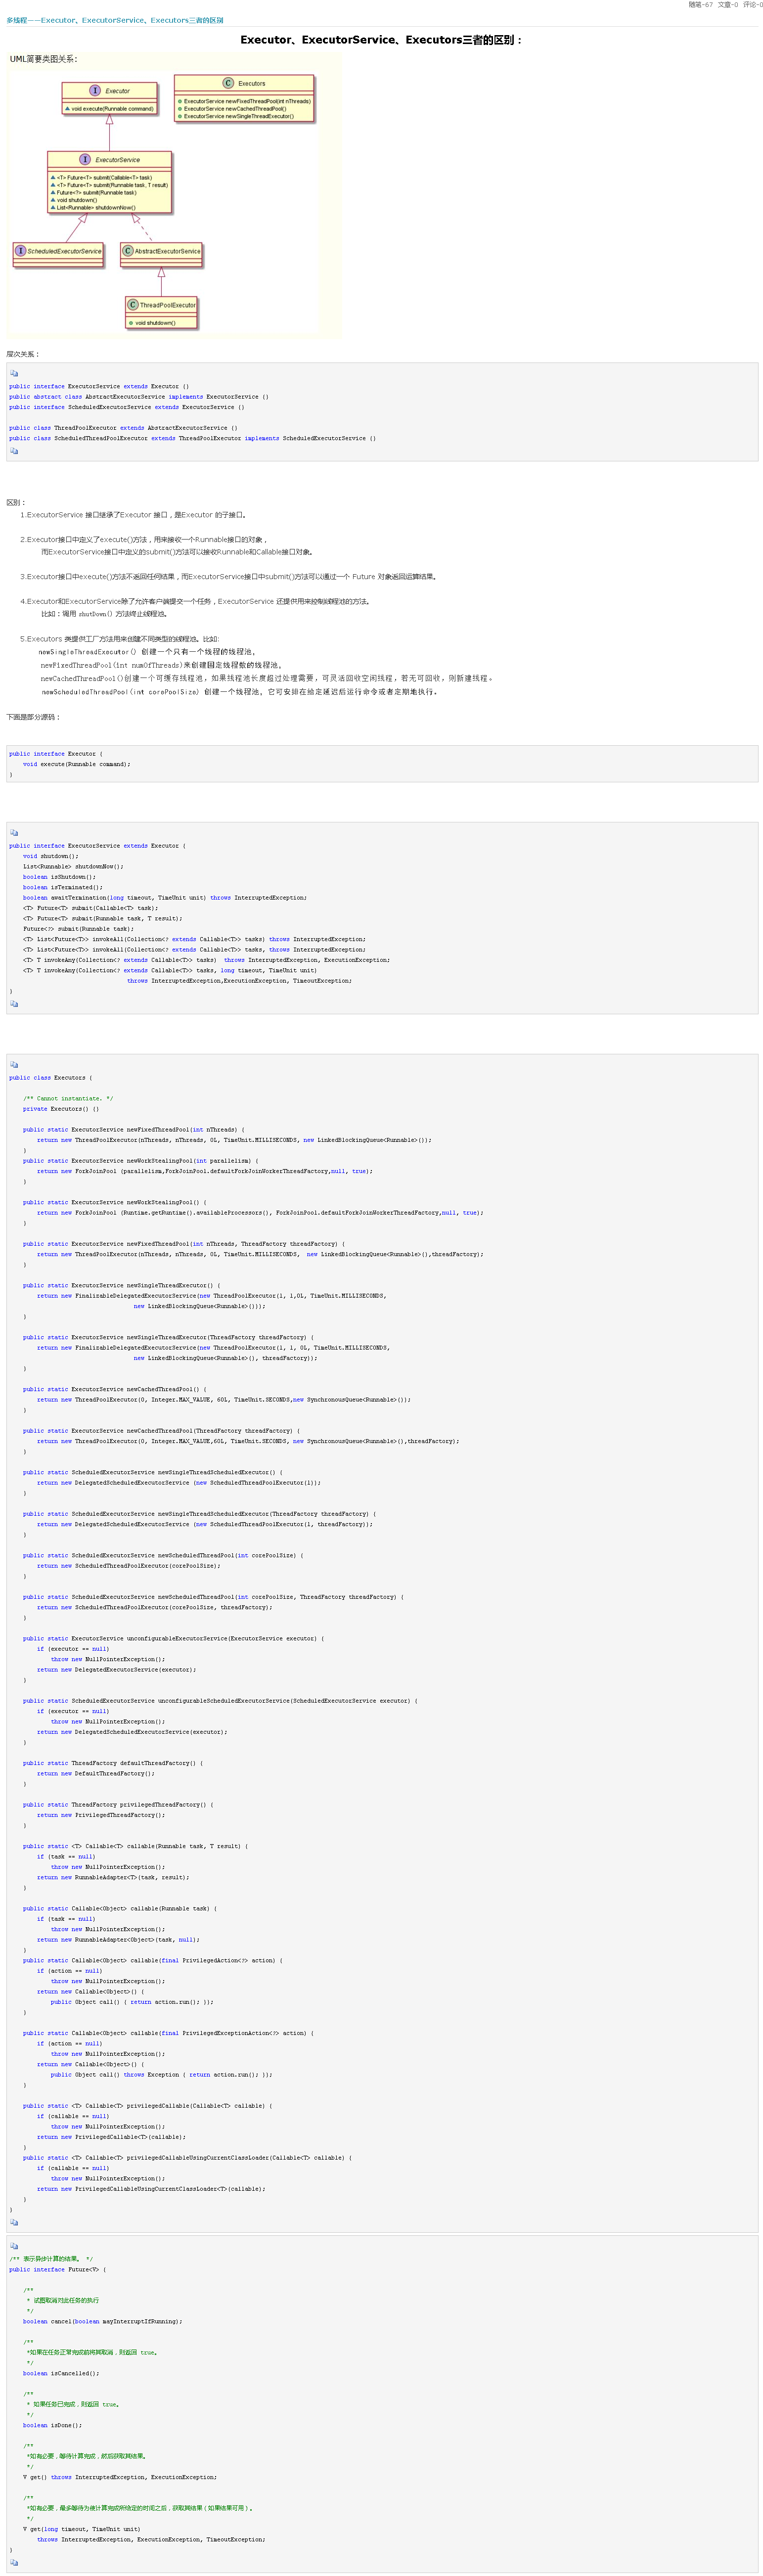 随笔-67  文章-0  评论-0
多线程——Executor、ExecutorService、Executors三者的区别
Executor、ExecutorService、Executors三者的区别：
UML简要类图关系：
I Executor
void execute(Runnable command)
C Executors
ExecutorService newFixedThreadPool(int nThreads)
ExecutorService newCachedThreadPool()
ExecutorService newSingleThreadExecutor()
I ExecutorService
<T> Future<T> submit(Callable<T> task)
<T> Future<T> submit(Runnable task, T result)
Future<?> submit(Runnable task)
void shutdown()
List<Runnable> shutdownNow()
I ScheduledExecutorService
C AbstractExecutorService
C ThreadPoolExecutor
void shutdown()
层次关系：
public interface ExecutorService extends Executor {}
public abstract class AbstractExecutorService implements ExecutorService {}
public interface ScheduledExecutorService extends ExecutorService {}
public class ThreadPoolExecutor extends AbstractExecutorService {}
public class ScheduledThreadPoolExecutor extends ThreadPoolExecutor implements ScheduledExecutorService {}
区别：
1.ExecutorService 接口继承了Executor 接口，是Executor 的子接口。
2.Executor接口中定义了execute()方法，用来接收一个Runnable接口的对象，
而ExecutorService接口中定义的submit()方法可以接收Runnable和Callable接口对象。
3.Executor接口中execute()方法不返回任何结果，而ExecutorService接口中submit()方法可以通过一个 Future 对象返回运算结果。
4.Executor和ExecutorService除了允许客户端提交一个任务，ExecutorService 还提供用来控制线程池的方法。
比如：调用 shutDown() 方法终止线程池。
5.Executors 类提供工厂方法用来创建不同类型的线程池。比如:
newSingleThreadExecutor() 创建一个只有一个线程的线程池，
newFixedThreadPool(int numOfThreads)来创建固定线程数的线程池，
newCachedThreadPool()创建一个可缓存线程池，如果线程池长度超过处理需要，可灵活回收空闲线程，若无可回收，则新建线程。
newScheduledThreadPool(int corePoolSize) 创建一个线程池，它可安排在给定延迟后运行命令或者定期地执行。
下面是部分源码：
public interface Executor {
void execute(Runnable command);
}
public interface ExecutorService extends Executor {
void shutdown();
List<Runnable> shutdownNow();
boolean isShutdown();
boolean isTerminated();
boolean awaitTermination(long timeout, TimeUnit unit) throws InterruptedException;
<T> Future<T> submit(Callable<T> task);
<T> Future<T> submit(Runnable task, T result);
Future<?> submit(Runnable task);
<T> List<Future<T>> invokeAll(Collection<? extends Callable<T>> tasks) throws InterruptedException;
<T> List<Future<T>> invokeAll(Collection<? extends Callable<T>> tasks, throws InterruptedException;
<T> T invokeAny(Collection<? extends Callable<T>> tasks)  throws InterruptedException, ExecutionException;
<T> T invokeAny(Collection<? extends Callable<T>> tasks, long timeout, TimeUnit unit)
throws InterruptedException,ExecutionException, TimeoutException;
}
public class Executors {
/** Cannot instantiate. */
private Executors() {}
public static ExecutorService newFixedThreadPool(int nThreads) {
return new ThreadPoolExecutor(nThreads, nThreads, 0L, TimeUnit.MILLISECONDS, new LinkedBlockingQueue<Runnable>());
}
public static ExecutorService newWorkStealingPool(int parallelism) {
return new ForkJoinPool (parallelism,ForkJoinPool.defaultForkJoinWorkerThreadFactory,null, true);
}
public static ExecutorService newWorkStealingPool() {
return new ForkJoinPool (Runtime.getRuntime().availableProcessors(), ForkJoinPool.defaultForkJoinWorkerThreadFactory,null, true);
}
public static ExecutorService newFixedThreadPool(int nThreads, ThreadFactory threadFactory) {
return new ThreadPoolExecutor(nThreads, nThreads, 0L, TimeUnit.MILLISECONDS,  new LinkedBlockingQueue<Runnable>(),threadFactory);
}
public static ExecutorService newSingleThreadExecutor() {
return new FinalizableDelegatedExecutorService(new ThreadPoolExecutor(1, 1,0L, TimeUnit.MILLISECONDS,
new LinkedBlockingQueue<Runnable>()));
}
public static ExecutorService newSingleThreadExecutor(ThreadFactory threadFactory) {
return new FinalizableDelegatedExecutorService(new ThreadPoolExecutor(1, 1, 0L, TimeUnit.MILLISECONDS,
new LinkedBlockingQueue<Runnable>(), threadFactory));
}
public static ExecutorService newCachedThreadPool() {
return new ThreadPoolExecutor(0, Integer.MAX_VALUE, 60L, TimeUnit.SECONDS,new SynchronousQueue<Runnable>());
}
public static ExecutorService newCachedThreadPool(ThreadFactory threadFactory) {
return new ThreadPoolExecutor(0, Integer.MAX_VALUE,60L, TimeUnit.SECONDS, new SynchronousQueue<Runnable>(),threadFactory);
}
public static ScheduledExecutorService newSingleThreadScheduledExecutor() {
return new DelegatedScheduledExecutorService (new ScheduledThreadPoolExecutor(1));
}
public static ScheduledExecutorService newSingleThreadScheduledExecutor(ThreadFactory threadFactory) {
return new DelegatedScheduledExecutorService (new ScheduledThreadPoolExecutor(1, threadFactory));
}
public static ScheduledExecutorService newScheduledThreadPool(int corePoolSize) {
return new ScheduledThreadPoolExecutor(corePoolSize);
}
public static ScheduledExecutorService newScheduledThreadPool(int corePoolSize, ThreadFactory threadFactory) {
return new ScheduledThreadPoolExecutor(corePoolSize, threadFactory);
}
public static ExecutorService unconfigurableExecutorService(ExecutorService executor) {
if (executor == null)
throw new NullPointerException();
return new DelegatedExecutorService(executor);
}
public static ScheduledExecutorService unconfigurableScheduledExecutorService(ScheduledExecutorService executor) {
if (executor == null)
throw new NullPointerException();
return new DelegatedScheduledExecutorService(executor);
}
public static ThreadFactory defaultThreadFactory() {
return new DefaultThreadFactory();
}
public static ThreadFactory privilegedThreadFactory() {
return new PrivilegedThreadFactory();
}
public static <T> Callable<T> callable(Runnable task, T result) {
if (task == null)
throw new NullPointerException();
return new RunnableAdapter<T>(task, result);
}
public static Callable<Object> callable(Runnable task) {
if (task == null)
throw new NullPointerException();
return new RunnableAdapter<Object>(task, null);
}
public static Callable<Object> callable(final PrivilegedAction<?> action) {
if (action == null)
throw new NullPointerException();
return new Callable<Object>() {
public Object call() { return action.run(); }};
}
public static Callable<Object> callable(final PrivilegedExceptionAction<?> action) {
if (action == null)
throw new NullPointerException();
return new Callable<Object>() {
public Object call() throws Exception { return action.run(); }};
}
public static <T> Callable<T> privilegedCallable(Callable<T> callable) {
if (callable == null)
throw new NullPointerException();
return new PrivilegedCallable<T>(callable);
}
public static <T> Callable<T> privilegedCallableUsingCurrentClassLoader(Callable<T> callable) {
if (callable == null)
throw new NullPointerException();
return new PrivilegedCallableUsingCurrentClassLoader<T>(callable);
}
}
/** 表示异步计算的结果。 */
public interface Future<V> {
/**
* 试图取消对此任务的执行
*/
boolean cancel(boolean mayInterruptIfRunning);
/**
*如果在任务正常完成前将其取消，则返回 true。
*/
boolean isCancelled();
/**
* 如果任务已完成，则返回 true。
*/
boolean isDone();
/**
*如有必要，等待计算完成，然后获取其结果。
*/
V get() throws InterruptedException, ExecutionException;
/**
*如有必要，最多等待为使计算完成所给定的时间之后，获取其结果（如果结果可用）。
*/
V get(long timeout, TimeUnit unit)
throws InterruptedException, ExecutionException, TimeoutException;
}